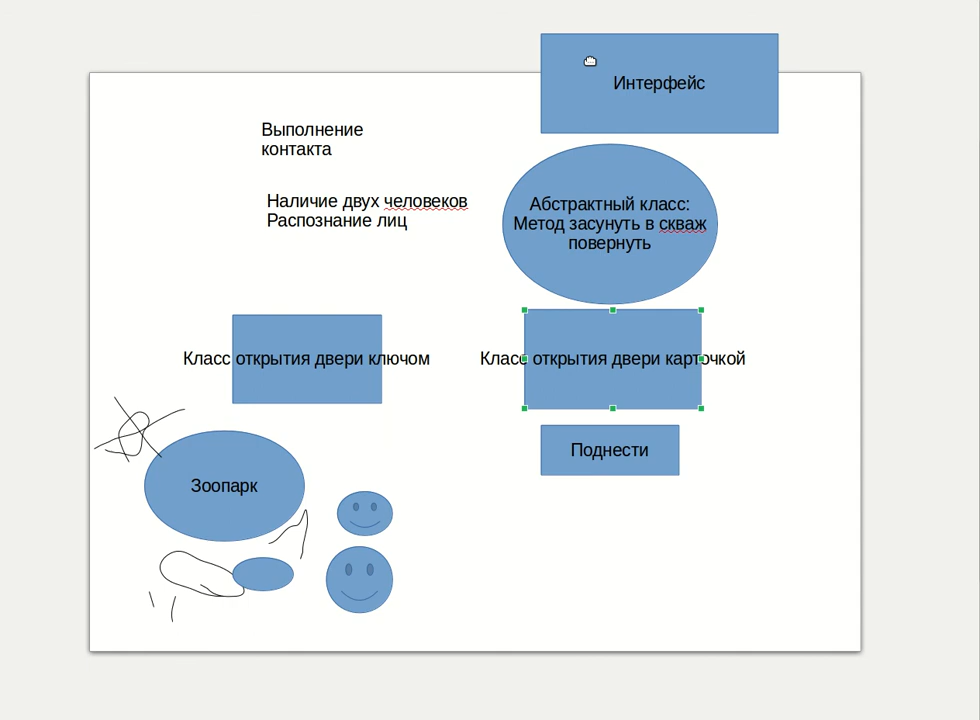 Интерфейс
Выполнение
контакта
Наличие двух человеков
Распознание лиц
Абстрактный класс:
Метод засунуть в скваж
повернуть
Класс открытия двери ключом
Класс открытия двери карточкой
Поднести
Зоопарк